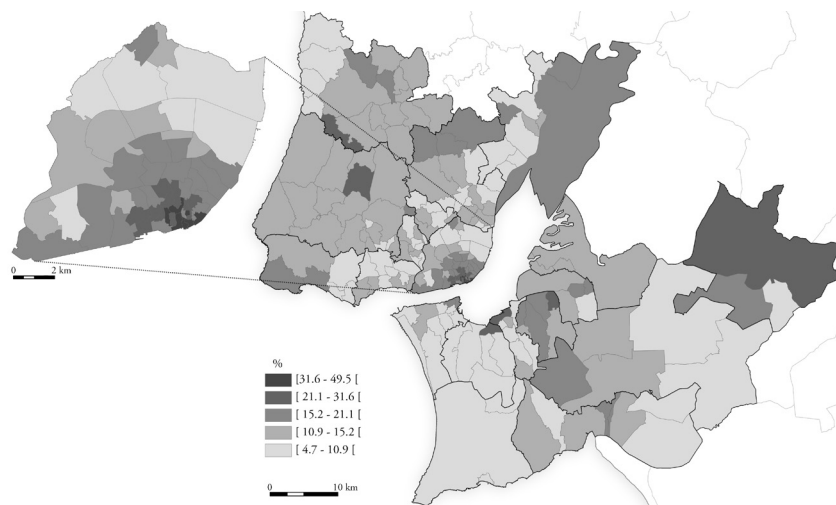 0 2 km
%
[31.6 - 49.5 [
[ 21.1 - 31.6 [
[15.2 - 21.1 [
[ 10.9 - 15.2 [
[ 4.7 - 10.9 [
0 10 km